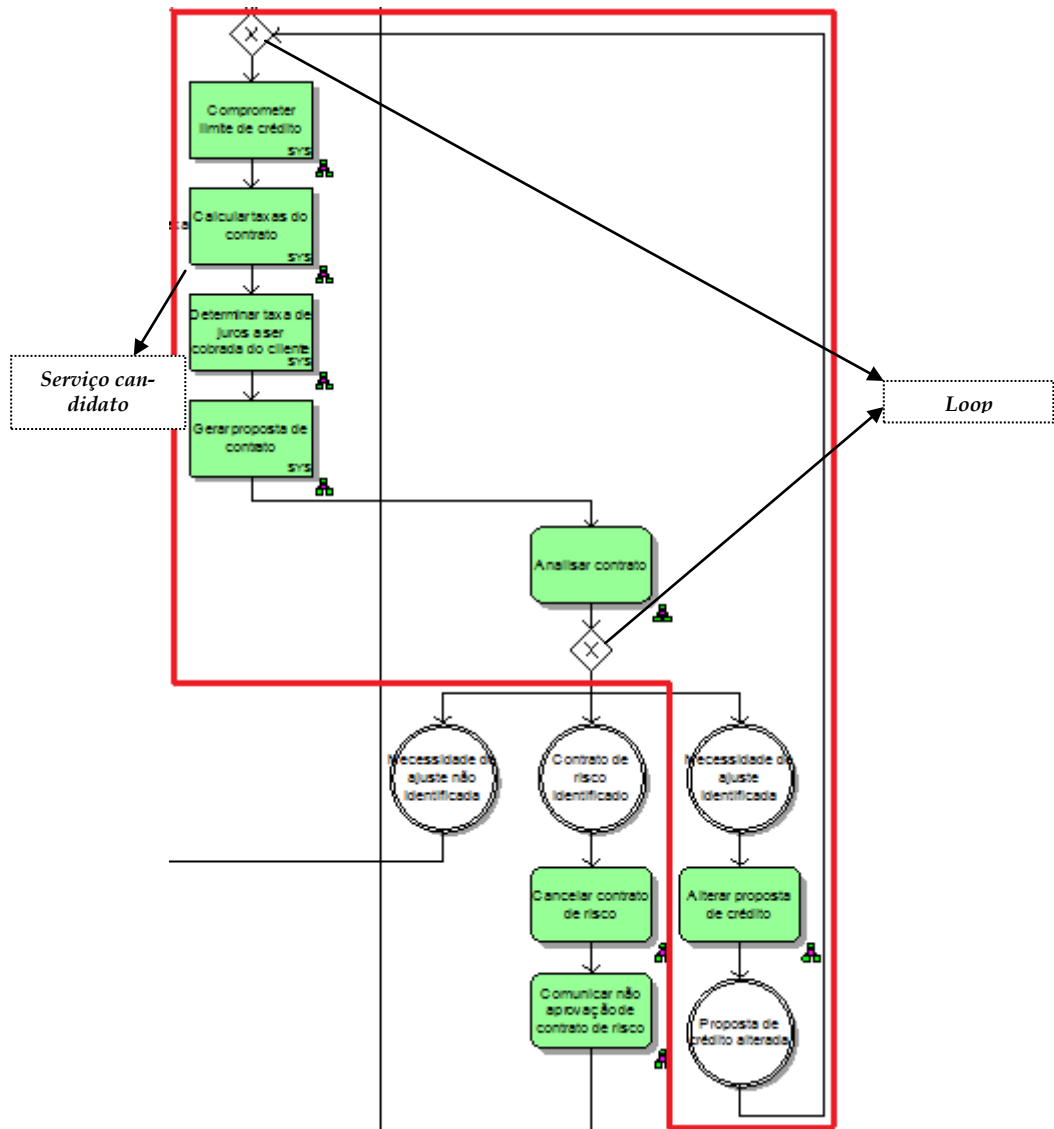 Comprometer
limite de crédito
SYS
Calcular taxas do
contrato
SYS
Determinar taxa de
juros a ser
cobrada do cliente
SYS
Serviço can-
didato
Loop
Gerar proposta de
contrato
SYS
Analisar contrato
Necessidade de
ajuste não
identificada
Contrato de
risco
identificado
Necessidade de
ajuste identificada
Cancelar contrato
de risco
Alterar proposta
de crédito
Comunicar não
aprovação de
contrato de risco
Proposta de
crédito alterada